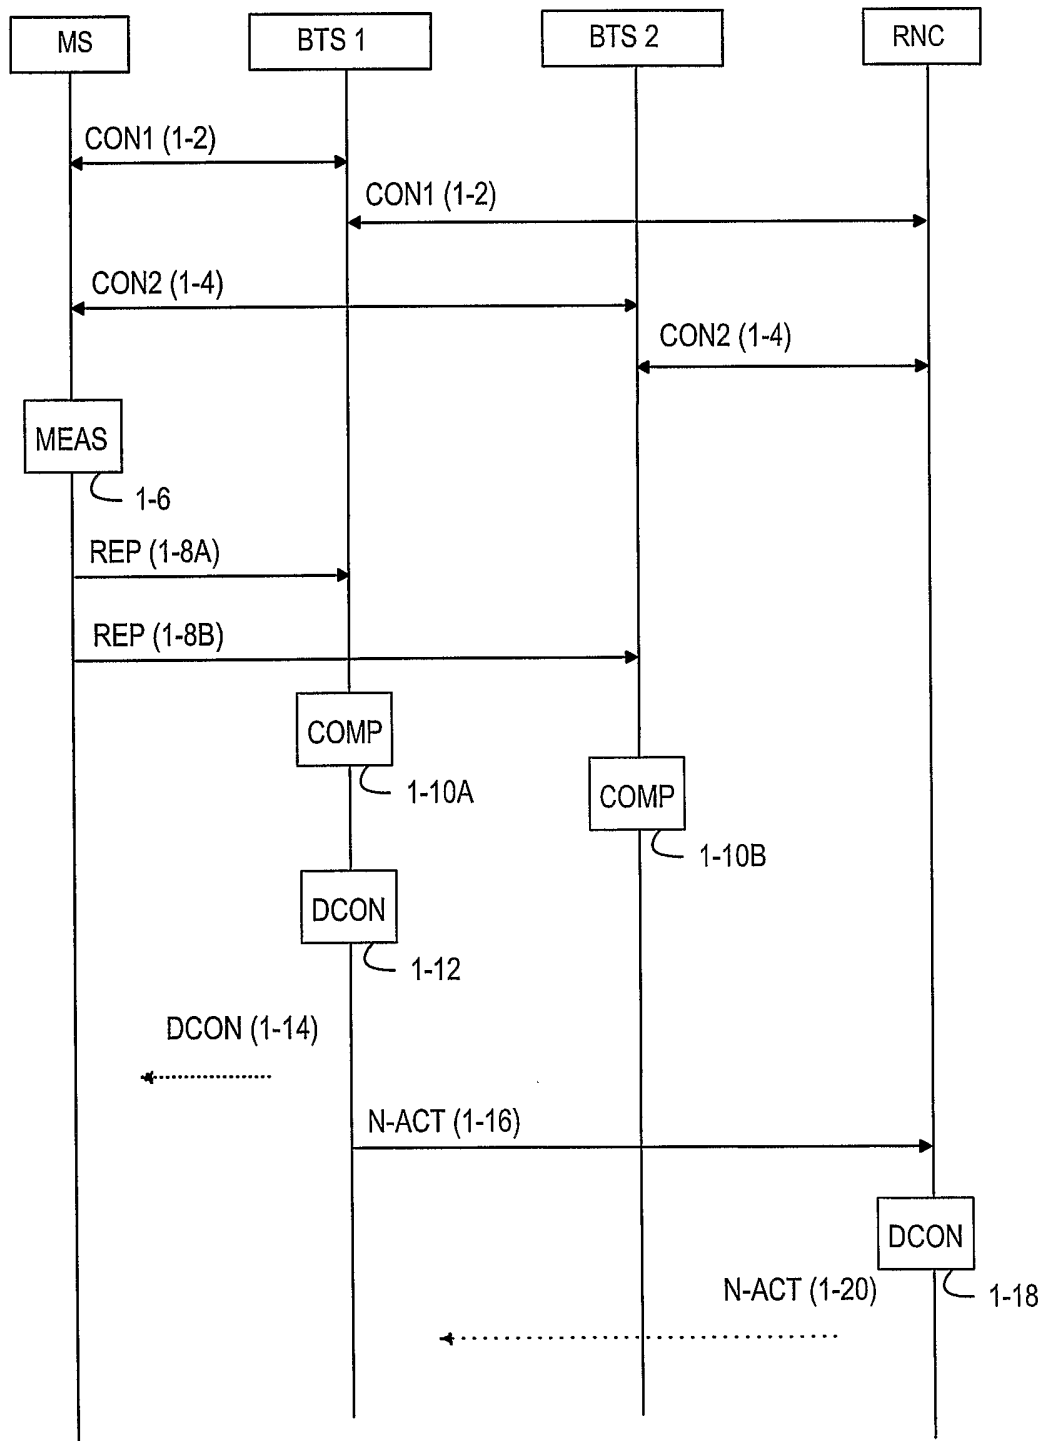 MS
BTS 1
BTS 2
RNC
CON1 (1-2)
CON1 (1-2)
CON2 (1-4)
CON2 (1-4)
MEAS
1-6
REP (1-8A)
REP (1-8B)
COMP
1-10A
COMP
1-10B
DCON
1-12
DCON (1-14)
N-ACT (1-16)
DCON
1-18
N-ACT (1-20)